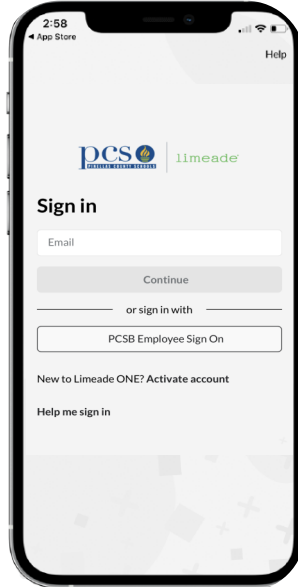 2:58
◀ App Store
Help
pcs
PINELLAS COUNTY SCHOOLS
limeade
Sign in
Email
Continue
or sign in with
PCSB Employee Sign On
New to Limeade ONE? Activate account
Help me sign in